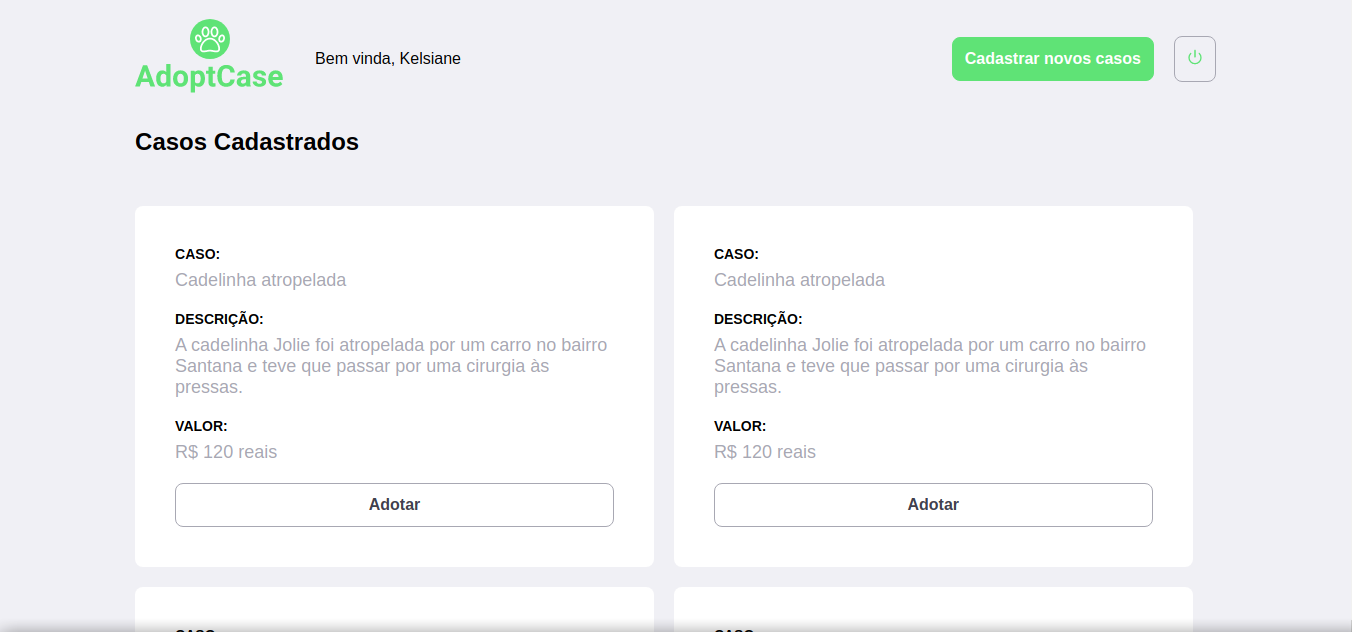 AdoptCase
Bem vinda, Kelsiane
Cadastrar novos casos
Casos Cadastrados
CASO:
Cadelinha atropelada
DESCRIÇÃO:
A cadelinha Jolie foi atropelada por um carro no bairro
Santana e teve que passar por uma cirurgia às
pressas.
VALOR:
R$ 120 reais
Adotar
CASO:
Cadelinha atropelada
DESCRIÇÃO:
A cadelinha Jolie foi atropelada por um carro no bairro
Santana e teve que passar por uma cirurgia às
pressas.
VALOR:
R$ 120 reais
Adotar